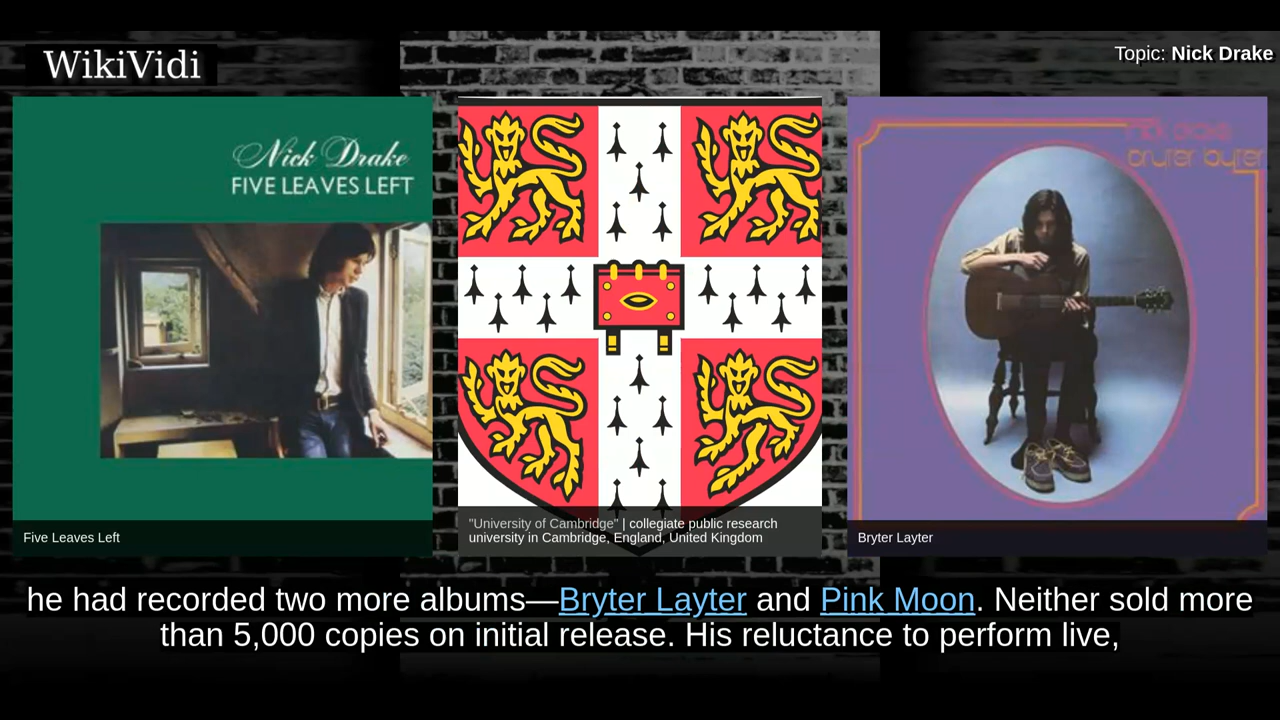 WikiVidi
Topic: Nick Drake
Nick Drake
FIVE LEAVES LEFT
nick drake
bryter layter
Five Leaves Left
"University of Cambridge" | collegiate public research
university in Cambridge, England, United Kingdom
Bryter Layter
he had recorded two more albums—Bryter Layter and Pink Moon. Neither sold more
than 5,000 copies on initial release. His reluctance to perform live,